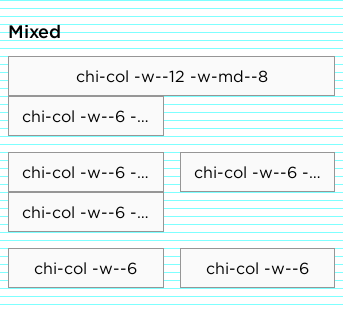 Mixed
chi-col -w--12 -w-md--8
chi-col -w--6 -...
chi-col -w--6 -... chi-col -w--6 -...
chi-col -w--6 -...
chi-col -w--6 chi-col -w--6